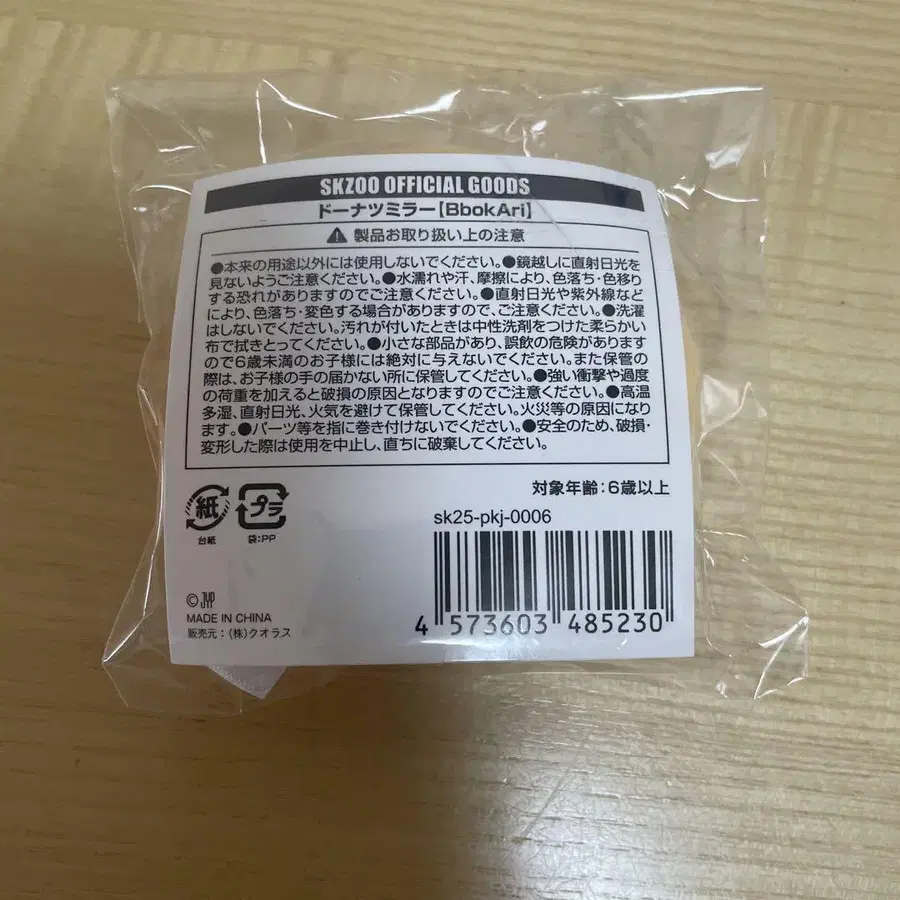 SKZOO OFFICIAL GOODS
ドーナツミラー【BbokAri】
⚠ 製品お取り扱い上の注意
●本来の用途以外には使用しないでください。●鏡越しに直射日光を
見ないようご注意ください。●水濡れや汗、摩擦により、色落ち・色移り
する恐れがありますのでご注意ください。●直射日光や紫外線など
により、色落ち・変色する場合がありますので、ご注意ください。●洗濯
はしないでください。汚れが付いたときは中性洗剤をつけた柔らかい
布で拭きとってください。●小さな部品があり、誤飲の危険があります
ので6歳未満のお子様には絶対に与えないでください。また保管の
際は、お子様の手の届かない所に保管してください。●強い衝撃や過度
の荷重を加えると破損の原因となりますのでご注意ください。●高温
多湿、直射日光、火気を避けて保管してください。火災等の原因になり
ます。●パーツ等を指に巻き付けないでください。●安全のため、破損・
変形した際は使用を中止し、直ちに破棄してください。
対象年齢:6歳以上
紙 プラ
台紙 袋:PP
sk25-pkj-0006
4 573603 485230
© JYP
MADE IN CHINA
販売元:(株)クオラス